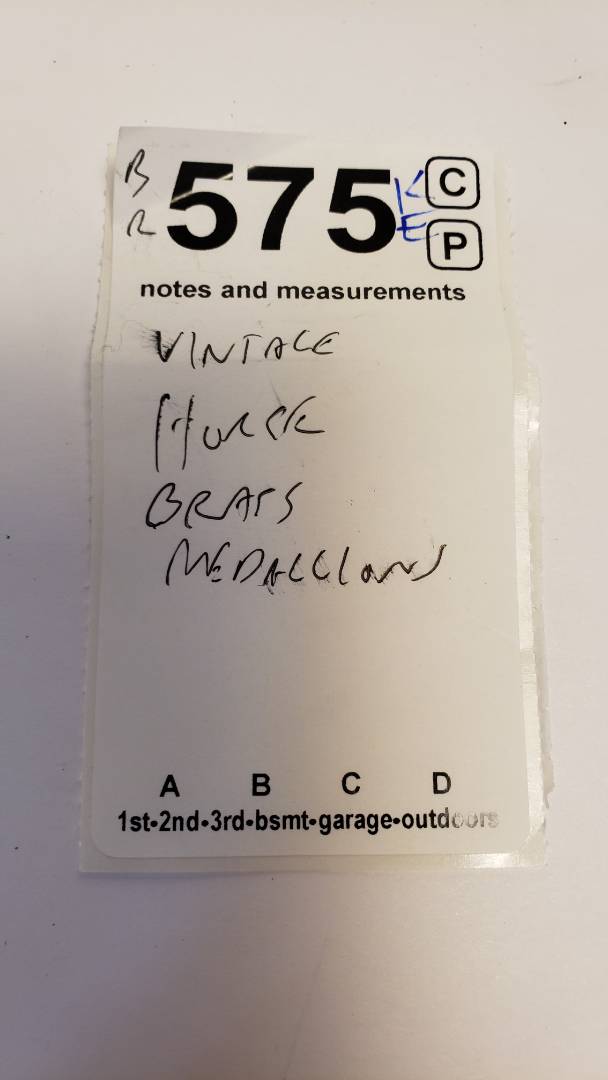 B 575 K C
R E P
notes and measurements
VINTAGE
HORSE
BRASS
MEDALLIONS
A B C D
1st•2nd•3rd•bsmt•garage•outdoors